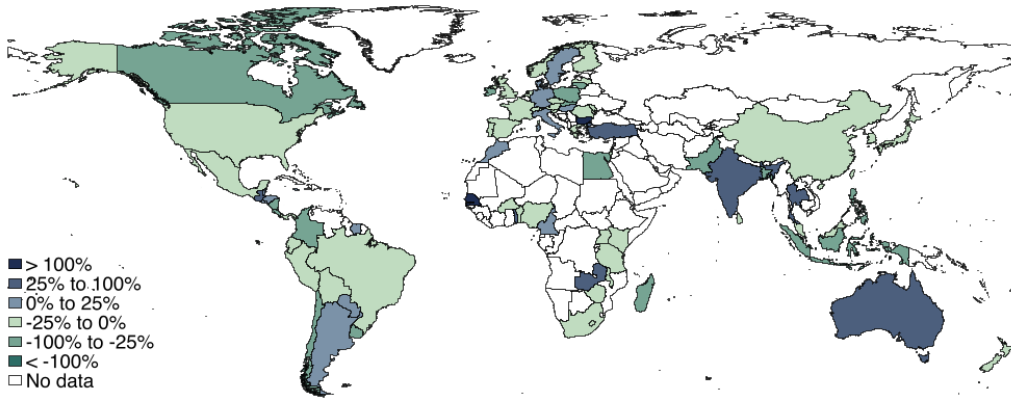 > 100%
25% to 100%
0% to 25%
-25% to 0%
-100% to -25%
< -100%
No data